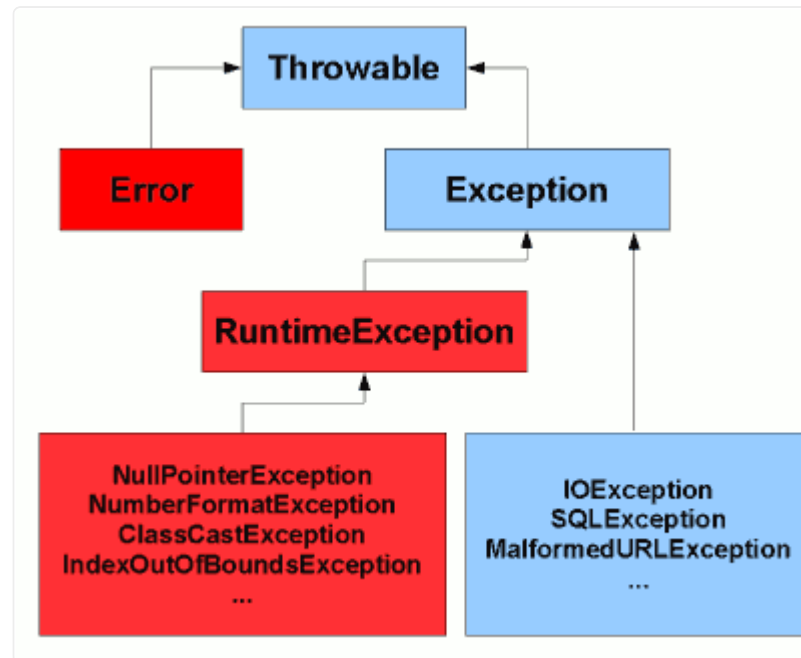 Throwable
Error
Exception
RuntimeException
NullPointerException
NumberFormatException
ClassCastException
IndexOutOfBoundsException
...
IOException
SQLException
MalformedURLException
...